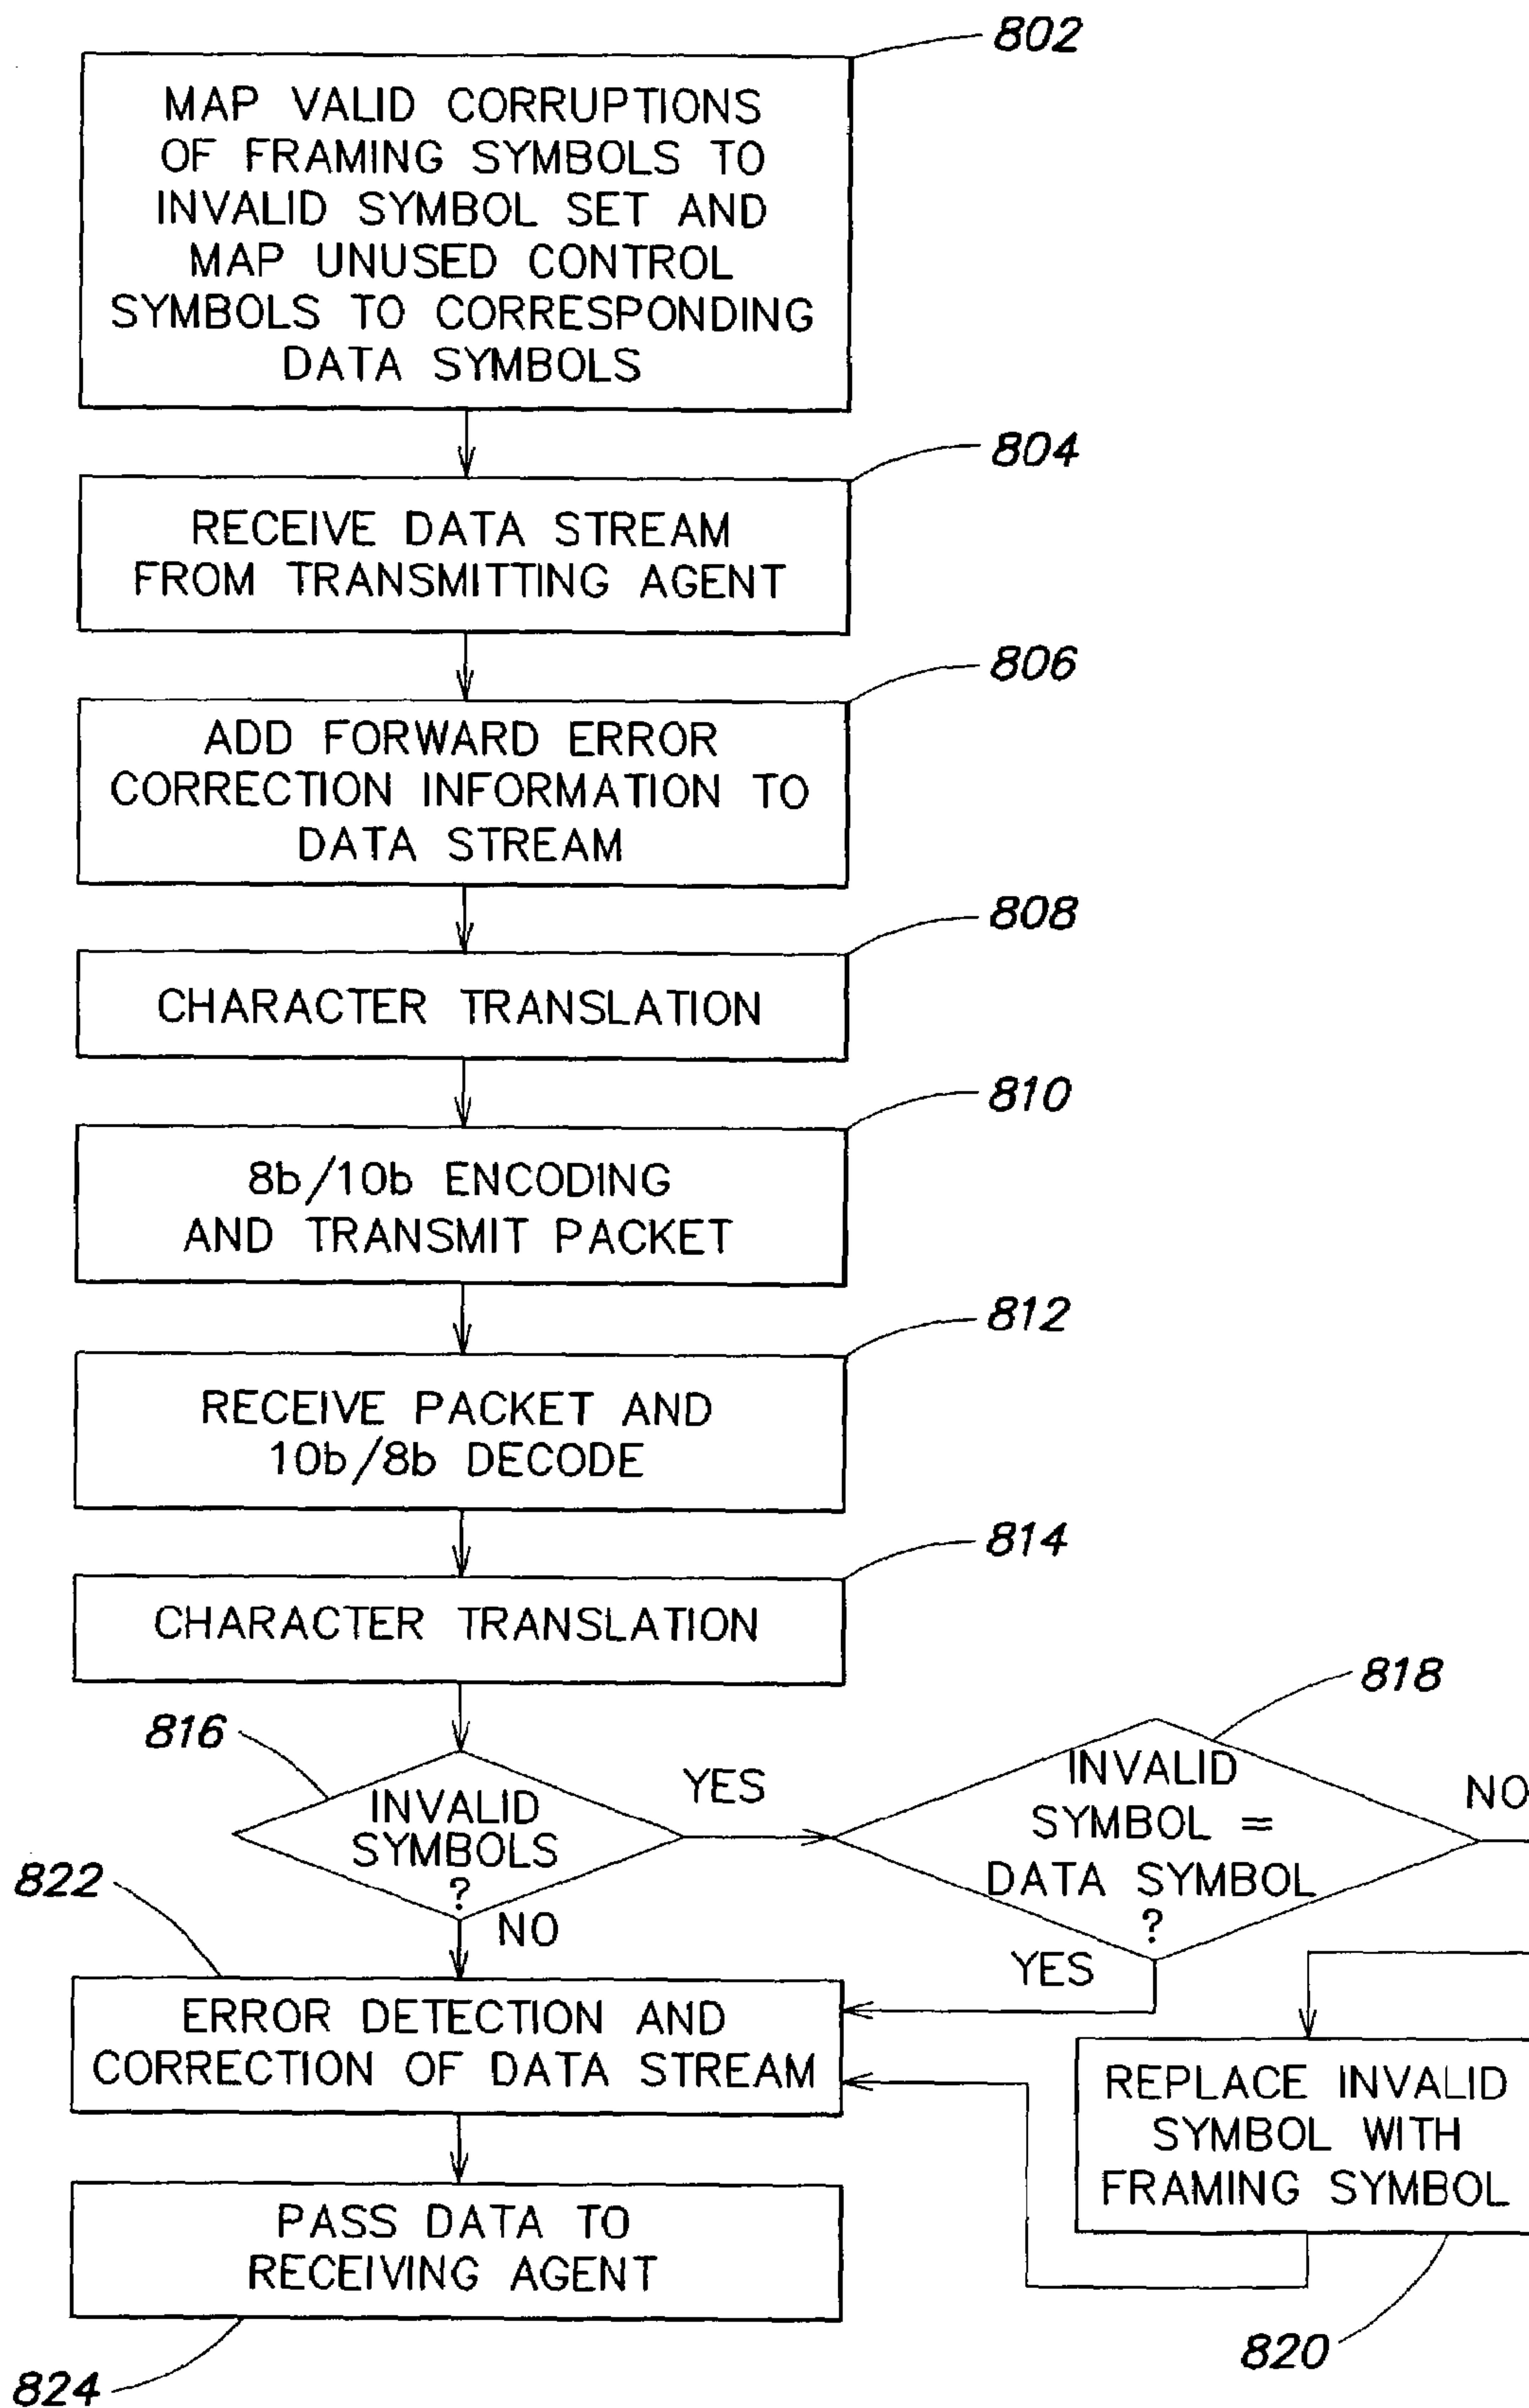 802
MAP VALID CORRUPTIONS
OF FRAMING SYMBOLS TO
INVALID SYMBOL SET AND
MAP UNUSED CONTROL
SYMBOLS TO CORRESPONDING
DATA SYMBOLS
804
RECEIVE DATA STREAM
FROM TRANSMITTING AGENT
806
ADD FORWARD ERROR
CORRECTION INFORMATION TO
DATA STREAM
808
CHARACTER TRANSLATION
810
8b/10b ENCODING
AND TRANSMIT PACKET
812
RECEIVE PACKET AND
10b/8b DECODE
814
CHARACTER TRANSLATION
816
INVALID
SYMBOLS
?
YES
NO
818
INVALID
SYMBOL =
DATA SYMBOL
?
NO
YES
822
ERROR DETECTION AND
CORRECTION OF DATA STREAM
REPLACE INVALID
SYMBOL WITH
FRAMING SYMBOL
820
PASS DATA TO
RECEIVING AGENT
824